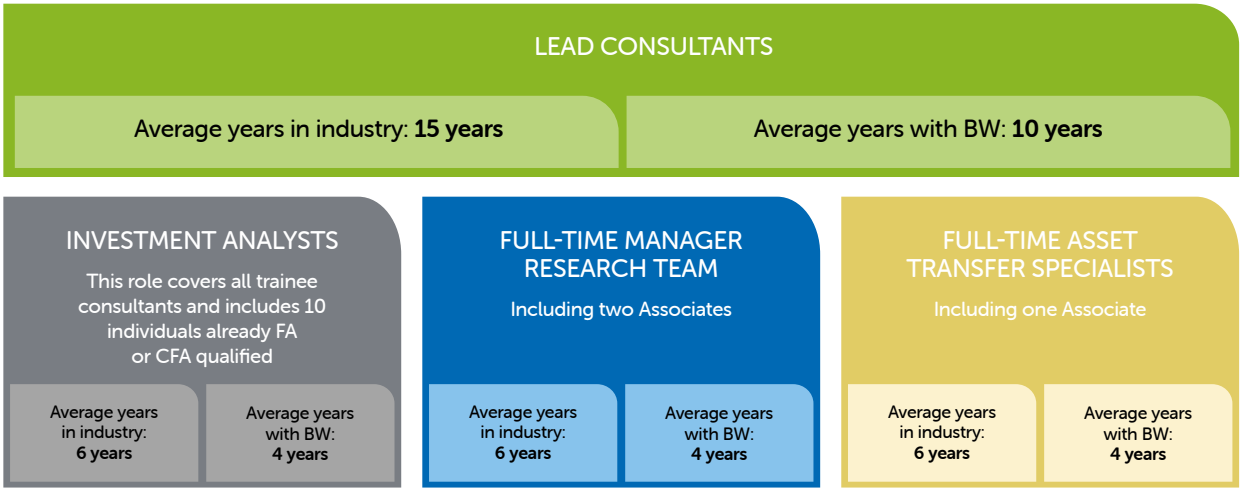 LEAD CONSULTANTS
Average years in industry: 15 years
Average years with BW: 10 years
INVESTMENT ANALYSTS
This role covers all trainee
consultants and includes 10
individuals already FA
or CFA qualified
Average years
in industry:
6 years
Average years
with BW:
4 years
FULL-TIME MANAGER
RESEARCH TEAM
Including two Associates
Average years
in industry:
6 years
Average years
with BW:
4 years
FULL-TIME ASSET
TRANSFER SPECIALISTS
Including one Associate
Average years
in industry:
6 years
Average years
with BW:
4 years